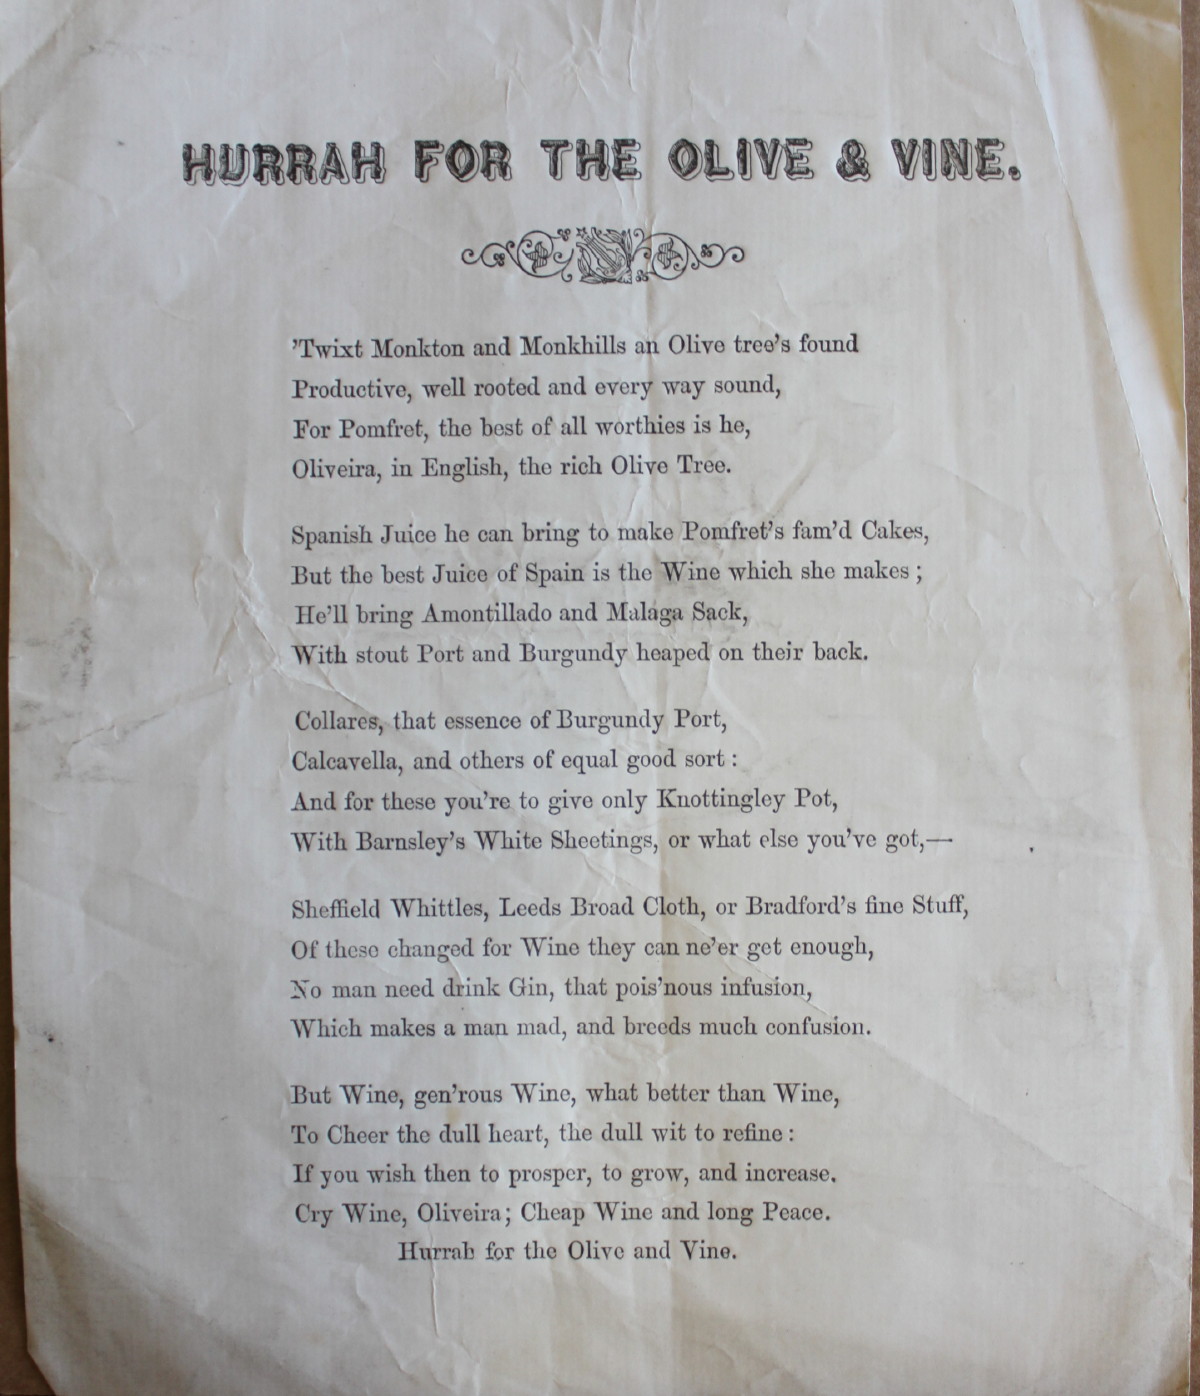 HURRAH FOR THE OLIVE & VINE.
'Twixt Monkton and Monkhills an Olive tree's found
Productive, well rooted and every way sound,
For Pomfret, the best of all worthies is he,
Oliveira, in English, the rich Olive Tree.
Spanish Juice he can bring to make Pomfret's fam'd Cakes,
But the best Juice of Spain is the Wine which she makes ;
He'll bring Amontillado and Malaga Sack,
With stout Port and Burgundy heaped on their back.
Collares, that essence of Burgundy Port,
Calcavella, and others of equal good sort :
And for these you're to give only Knottingley Pot,
With Barnsley's White Sheetings, or what else you've got,—
Sheffield Whittles, Leeds Broad Cloth, or Bradford's fine Stuff,
Of these changed for Wine they can ne'er get enough,
No man need drink Gin, that pois'nous infusion,
Which makes a man mad, and breeds much confusion.
But Wine, gen'rous Wine, what better than Wine,
To Cheer the dull heart, the dull wit to refine :
If you wish then to prosper, to grow, and increase.
Cry Wine, Oliveira; Cheap Wine and long Peace.
Hurrah for the Olive and Vine.